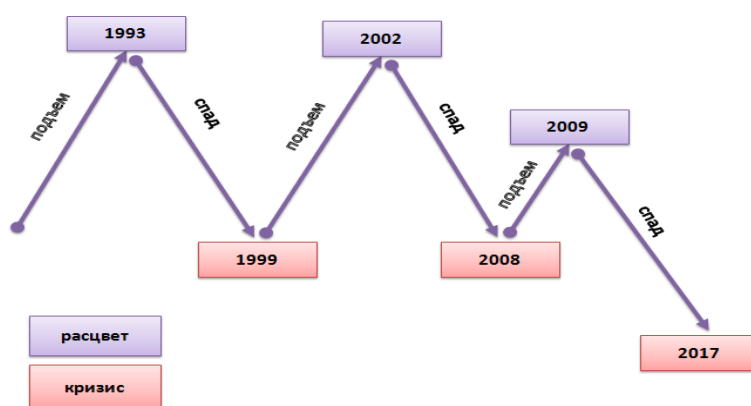 1993
2002
подъем
спад
подъем
спад
2009
подъем
спад
1999
2008
расцвет
2017
кризис